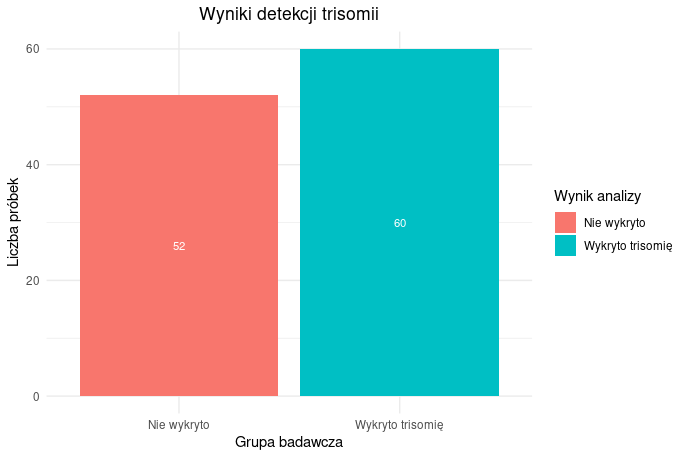 Wyniki detekcji trisomii
Liczba próbek
60
40
20
0
52
60
Nie wykryto
Wykryto trisomię
Grupa badawcza
Wynik analizy
Nie wykryto
Wykryto trisomię